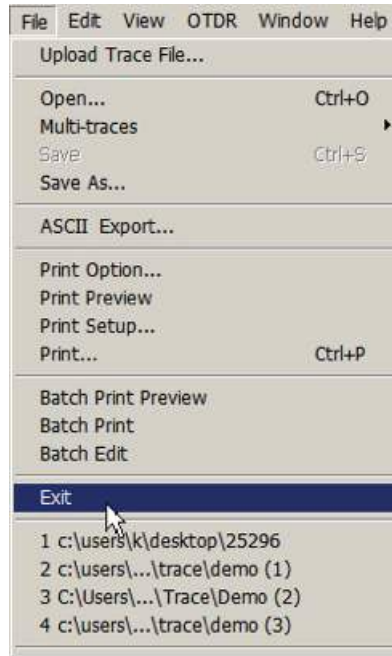 File Edit View OTDR Window Help
Upload Trace File...
Open... Ctrl+O
Multi-traces
Save Ctrl+S
Save As...
ASCII Export...
Print Option...
Print Preview
Print Setup...
Print... Ctrl+P
Batch Print Preview
Batch Print
Batch Edit
Exit
1 c:\users\k\desktop\25296
2 c:\users\...\trace\demo (1)
3 C:\Users\...\Trace\Demo (2)
4 c:\users\...\trace\demo (3)